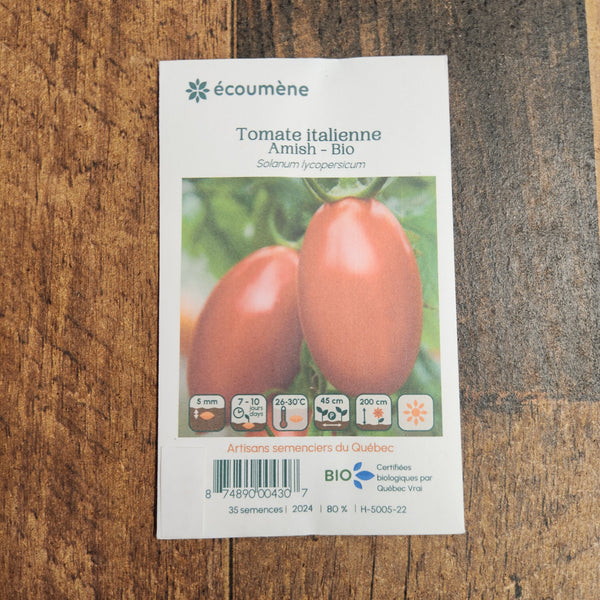 écoumène
Tomate italienne
Amish - Bio
Solanum lycopersicum
5 mm
7 - 10
jours
days
26-30°C
45 cm
P
200 cm
Artisans semenciers du Québec
8 74890 00430 7
BIO
Certifiées
biologiques par
Québec Vrai
35 semences | 2024 | 80 % | H-5005-22